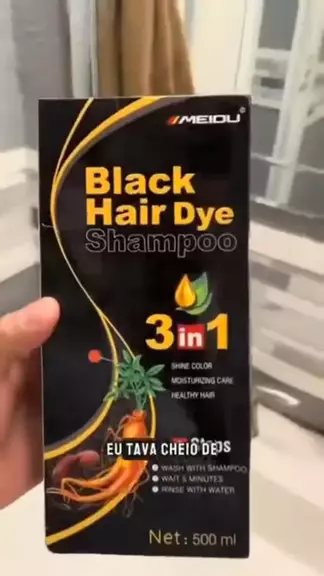 MEIDU
Black
Hair Dye
Shampoo
3 in 1
SHINE COLOR
MOISTURIZING CARE
HEALTHY HAIR
Steps
EU TAVA CHEIO DE
WASH WITH SHAMPOO
WAIT 5 MINUTES
RINSE WITH WATER
Net: 500 ml